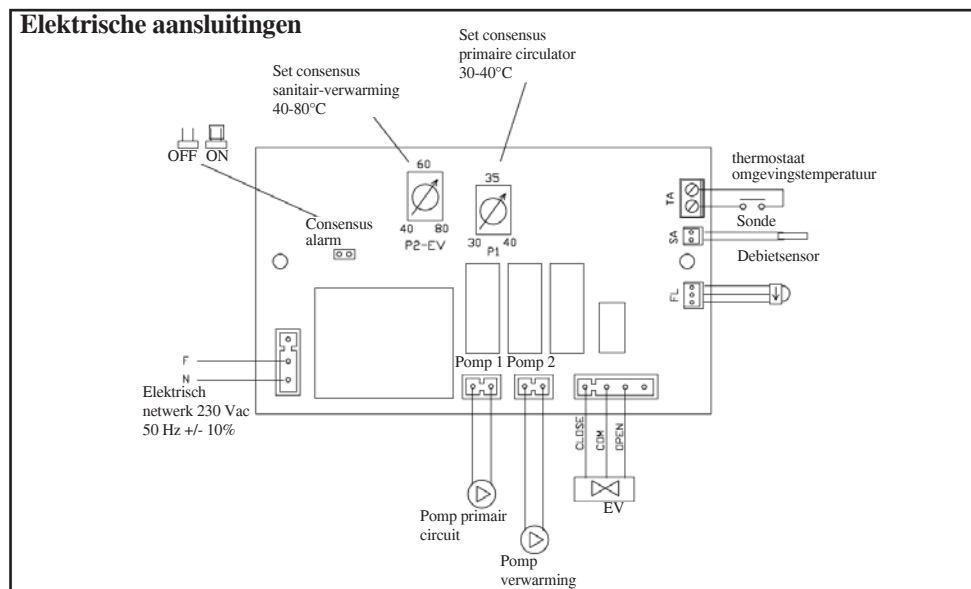 Elektrische aansluitingen
Set consensus
primaire circulator
30-40°C
Set consensus
sanitair-verwarming
40-80°C
OFF ON
60
35
thermostaat
omgevingstemperatuur
TA
Consensus
alarm
40 80
P2-EV
30 40
P1
Sonde
SA
Debietsensor
FL
Pomp 1 Pomp 2
F
N
Elektrisch
netwerk 230 Vac
50 Hz +/- 10%
CLOSE
COM
OPEN
EV
Pomp primair
circuit
Pomp
verwarming